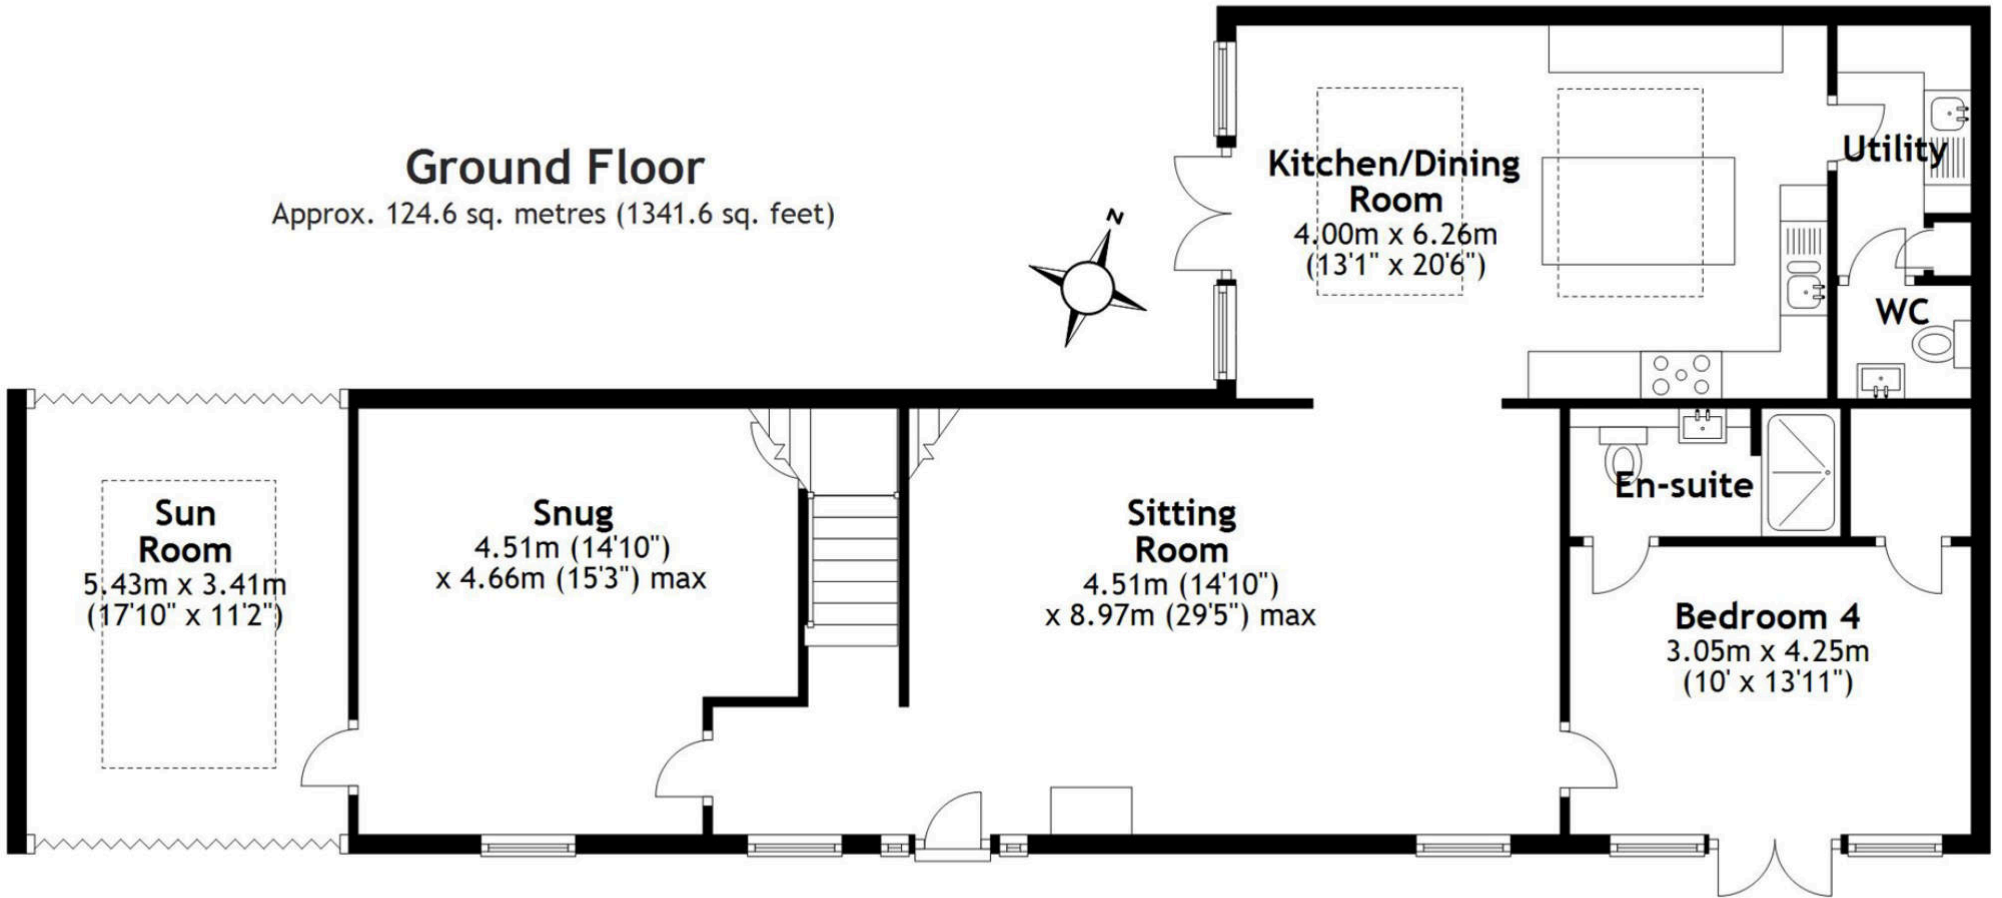 Ground Floor
Approx. 124.6 sq. metres (1341.6 sq. feet)
N
Kitchen/Dining
Room
4.00m x 6.26m
(13'1" x 20'6")
Utility
WC
Sun
Room
5.43m x 3.41m
(17'10" x 11'2")
Snug
4.51m (14'10")
x 4.66m (15'3") max
Sitting
Room
4.51m (14'10")
x 8.97m (29'5") max
En-suite
Bedroom 4
3.05m x 4.25m
(10' x 13'11")